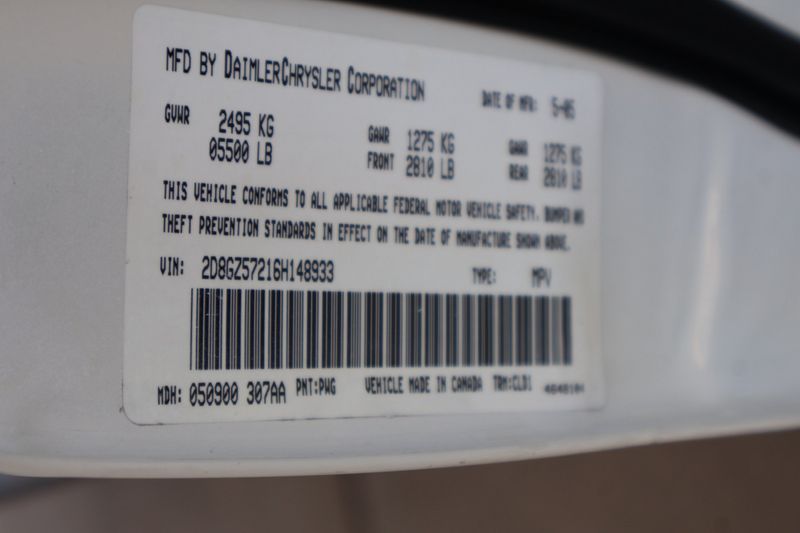 MFD BY DAIMLERCHRYSLER CORPORATION DATE OF MFR: 5-05
GVWR 2495 KG GAWR 1275 KG GAWR 1275 KG
05500 LB FRONT 2810 LB REAR 2810 LB
THIS VEHICLE CONFORMS TO ALL APPLICABLE FEDERAL MOTOR VEHICLE SAFETY, BUMPER AND
THEFT PREVENTION STANDARDS IN EFFECT ON THE DATE OF MANUFACTURE SHOWN ABOVE.
VIN: 2D8GZ57216H148933 TYPE: MPV
MDH: 050900 307AA PNT:PWG VEHICLE MADE IN CANADA TRM:CLD1